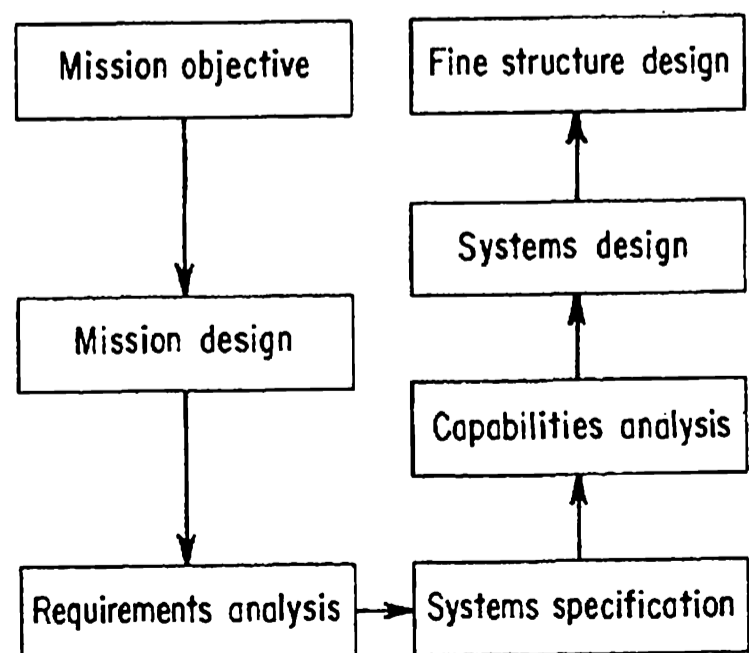 Mission objective
Mission design
Requirements analysis
Systems specification
Capabilities analysis
Systems design
Fine structure design